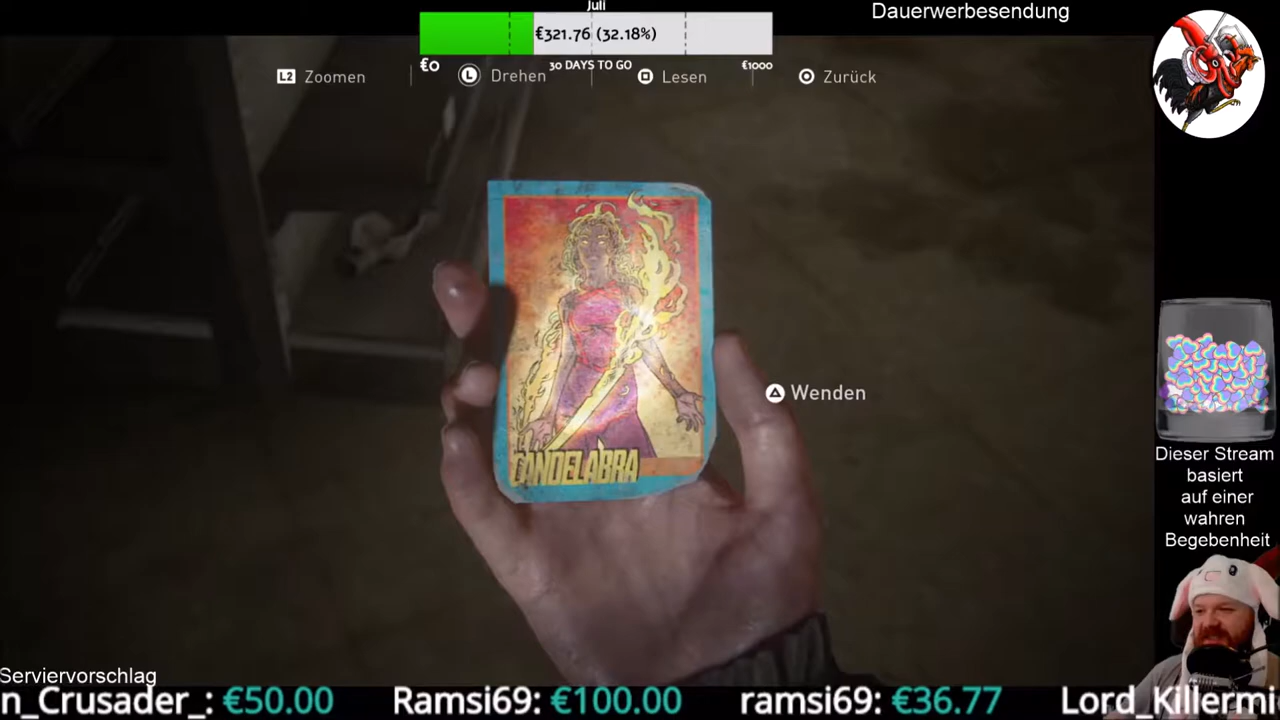 Juli
Dauerwerbesendung
€321.76 (32.18%)
€0
30 DAYS TO GO
€1000
L2 Zoomen
L Drehen
Lesen
Zurück
Wenden
CANDELABRA
Dieser Stream
basiert
auf einer
wahren
Begebenheit
Serviervorschlag
n_Crusader_: €50.00 Ramsi69: €100.00 ramsi69: €36.77 Lord_Killermi